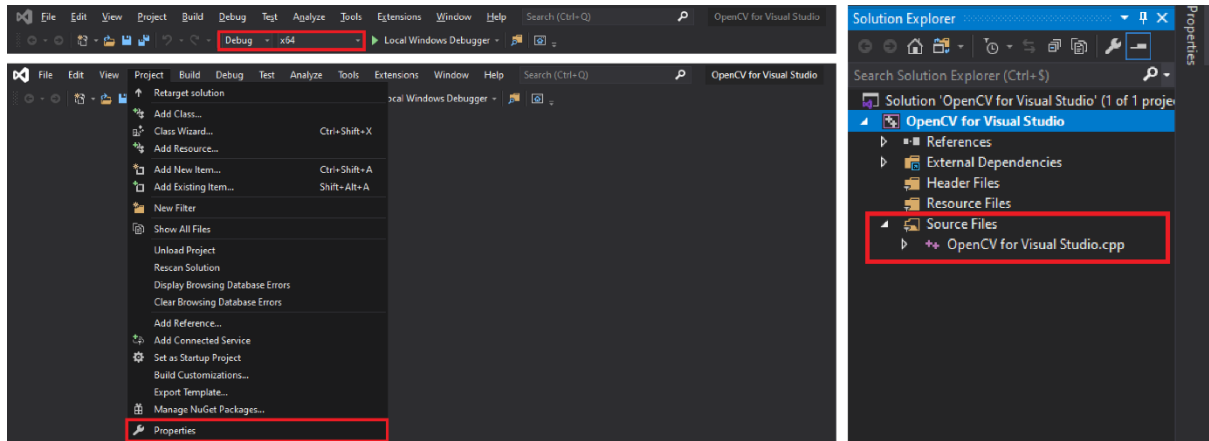 File Edit View Project Build Debug Test Analyze Tools Extensions Window Help Search (Ctrl+Q) OpenCV for Visual Studio
Debug x64 Local Windows Debugger
File Edit View Project Build Debug Test Analyze Tools Extensions Window Help Search (Ctrl+Q) OpenCV for Visual Studio
ocal Windows Debugger
Retarget solution
Add Class...
Class Wizard... Ctrl+Shift+X
Add Resource...
Add New Item... Ctrl+Shift+A
Add Existing Item... Shift+Alt+A
New Filter
Show All Files
Unload Project
Rescan Solution
Display Browsing Database Errors
Clear Browsing Database Errors
Add Reference...
Add Connected Service
Set as Startup Project
Build Customizations...
Export Template...
Manage NuGet Packages...
Properties
Solution Explorer
Search Solution Explorer (Ctrl+$)
Solution 'OpenCV for Visual Studio' (1 of 1 proje
OpenCV for Visual Studio
References
External Dependencies
Header Files
Resource Files
Source Files
OpenCV for Visual Studio.cpp
Properties